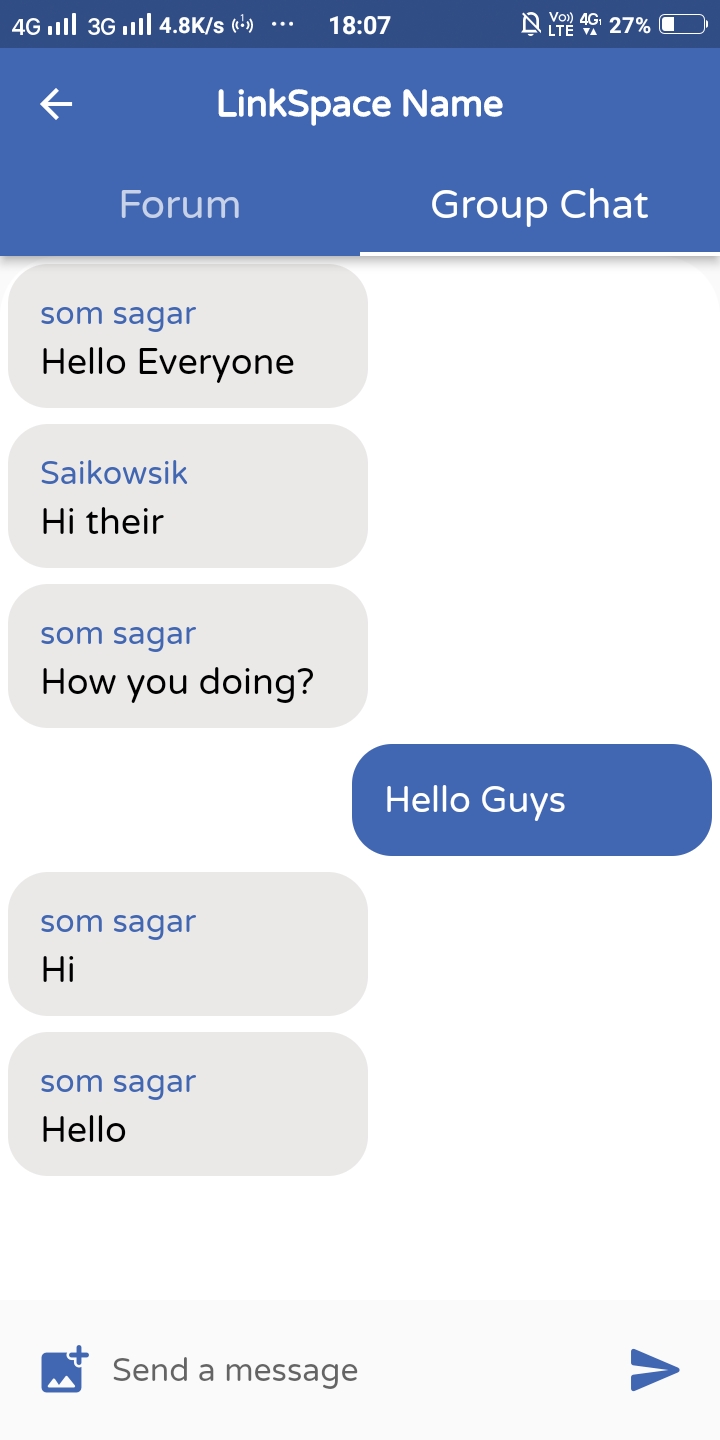 4G 3G 4.8K/s ... 18:07 Vo)) LTE 4G 27%
LinkSpace Name
Forum Group Chat
som sagar
Hello Everyone
Saikowsik
Hi their
som sagar
How you doing?
Hello Guys
som sagar
Hi
som sagar
Hello
Send a message